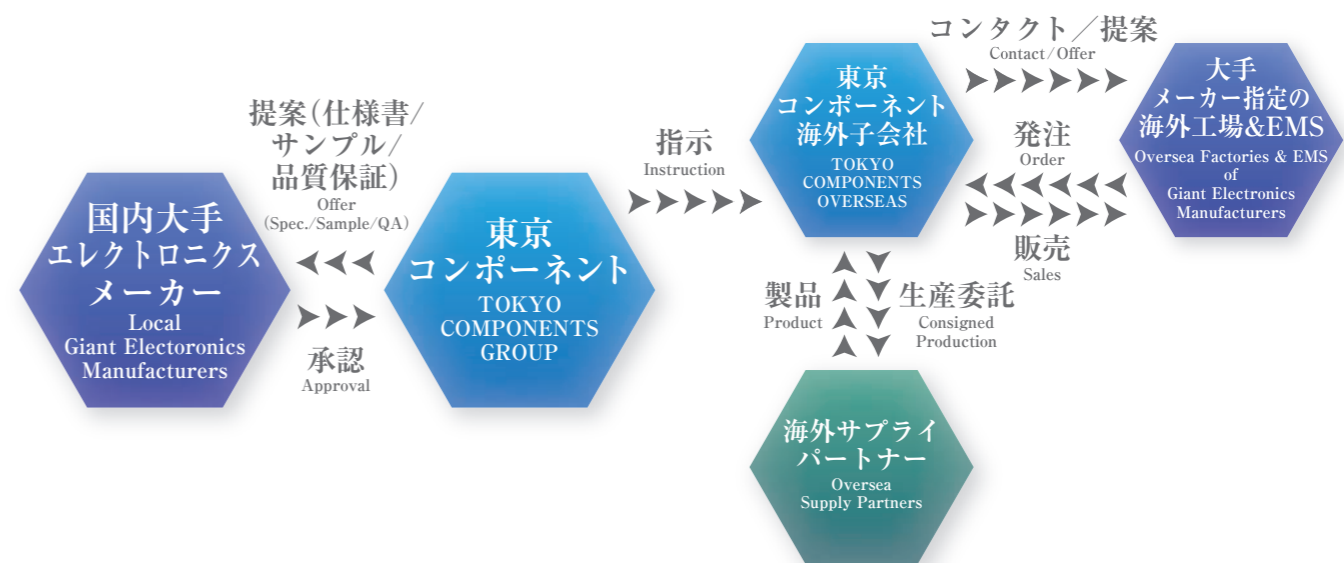 提案(仕様書/
サンプル/
品質保証)
Offer
(Spec./Sample/QA)
国内大手
エレクトロニクス
メーカー
Local
Giant Electoronics
Manufacturers
承認
Approval
東京
コンポーネント
TOKYO
COMPONENTS
GROUP
指示
Instruction
東京
コンポーネント
海外子会社
TOKYO
COMPONENTS
OVERSEAS
コンタクト/提案
Contact/Offer
発注
Order
販売
Sales
大手
メーカー指定の
海外工場&EMS
Oversea Factories & EMS
of
Giant Electronics
Manufacturers
製品
Product
生産委託
Consigned
Production
海外サプライ
パートナー
Oversea
Supply Partners